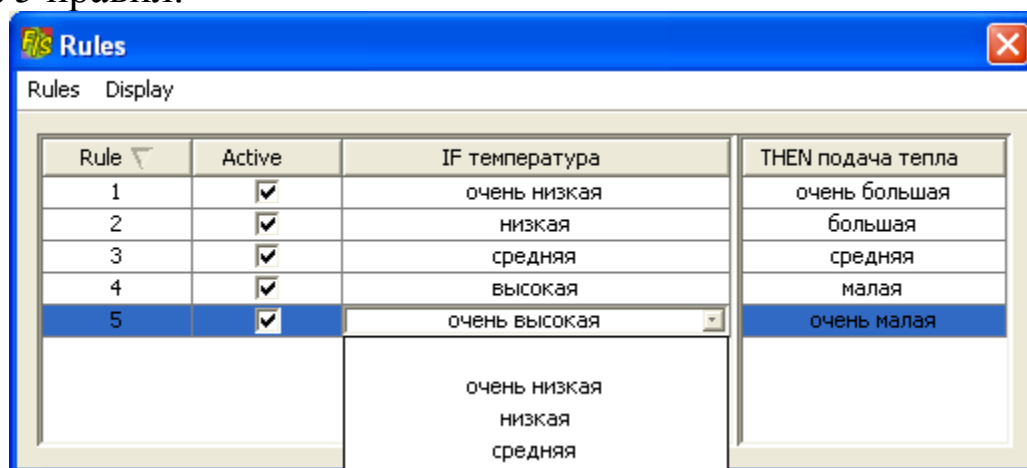 Rules
Rules Display
Rule Active IF температура THEN подача тепла
1 очень низкая очень большая
2 низкая большая
3 средняя средняя
4 высокая малая
5 очень высокая очень малая
очень низкая
низкая
средняя